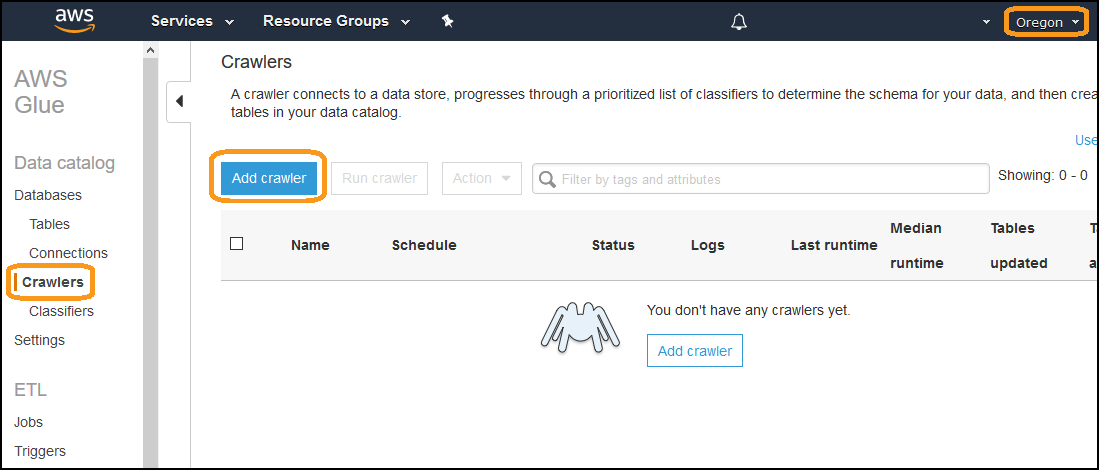 aws Services Resource Groups Oregon
AWS
Glue
Data catalog
Databases
Tables
Connections
Crawlers
Classifiers
Settings
ETL
Jobs
Triggers
Crawlers
A crawler connects to a data store, progresses through a prioritized list of classifiers to determine the schema for your data, and then crea
tables in your data catalog.
Use
Add crawler Run crawler Action Filter by tags and attributes Showing: 0 - 0
Name Schedule Status Logs Last runtime Median runtime Tables updated
You don't have any crawlers yet.
Add crawler